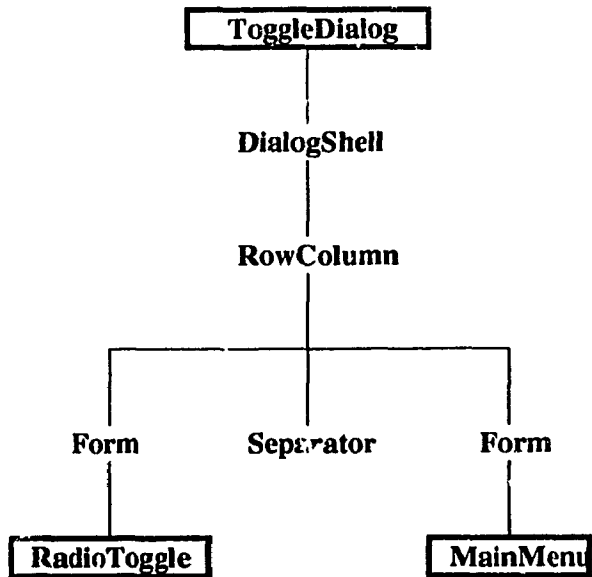 ToggleDialog
DialogShell
RowColumn
Form Separator Form
RadioToggle MainMenu